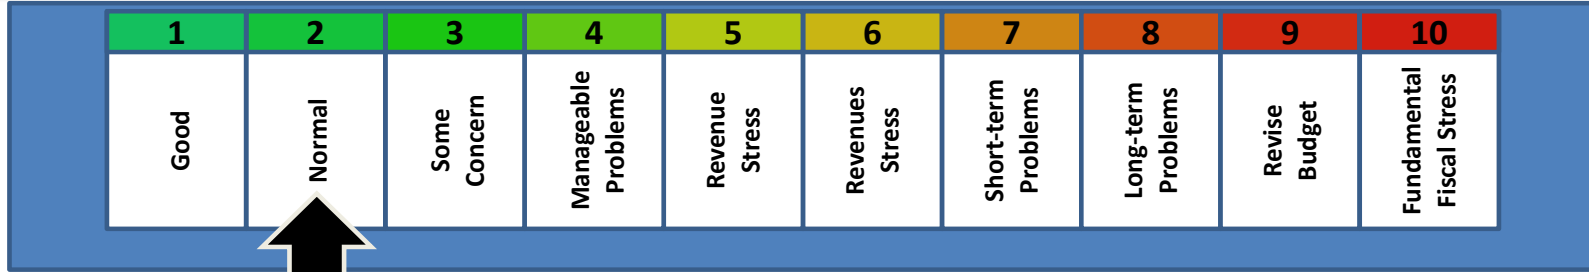 1 2 3 4 5 6 7 8 9 10
Good
Normal
Some
Concern
Manageable
Problems
Revenue
Stress
Revenues
Stress
Short-term
Problems
Long-term
Problems
Revise
Budget
Fundamental
Fiscal Stress